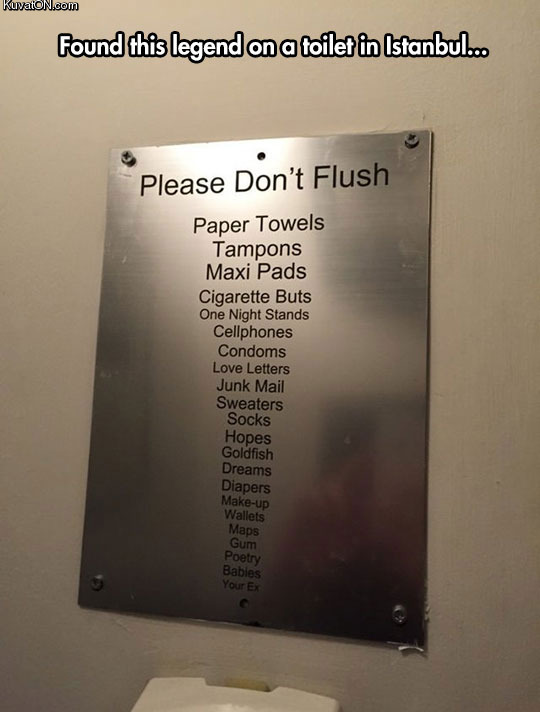 KuvatON.com
Found this legend on a toilet in Istanbul...
Please Don't Flush
Paper Towels
Tampons
Maxi Pads
Cigarette Buts
One Night Stands
Cellphones
Condoms
Love Letters
Junk Mail
Sweaters
Socks
Hopes
Goldfish
Dreams
Diapers
Make-up
Wallets
Maps
Gum
Poetry
Babies
Your Ex